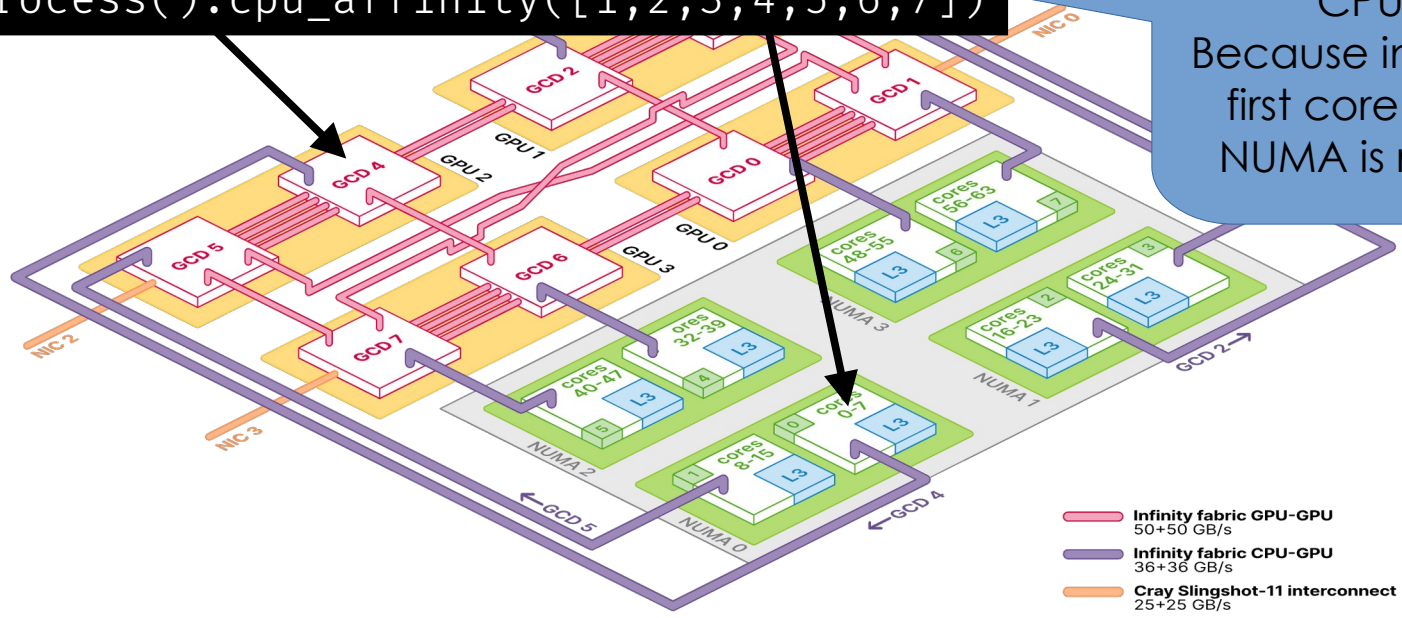 rocess().cpu_affinity([1,2,3,4,5,6,7])
CPU
Because in
first core
NUMA is
NIC 0
GCD 2
GCD 1
GPU 1
GCD 4
GPU 2
GCD 0
GPU 0
GCD 5
GCD 6
GPU 3
GCD 7
NIC 2
NIC 3
cores
56-63
L3
7
cores
48-55
L3
6
NUMA 3
cores
24-31
L3
3
cores
16-23
L3
2
NUMA 1
GCD 2→
ores
32-39
L3
4
cores
40-47
L3
5
NUMA 2
cores
0-7
L3
0
cores
8-15
L3
1
NUMA 0
←GCD 5
←GCD 4
Infinity fabric GPU-GPU
50+50 GB/s
Infinity fabric CPU-GPU
36+36 GB/s
Cray Slingshot-11 interconnect
25+25 GB/s